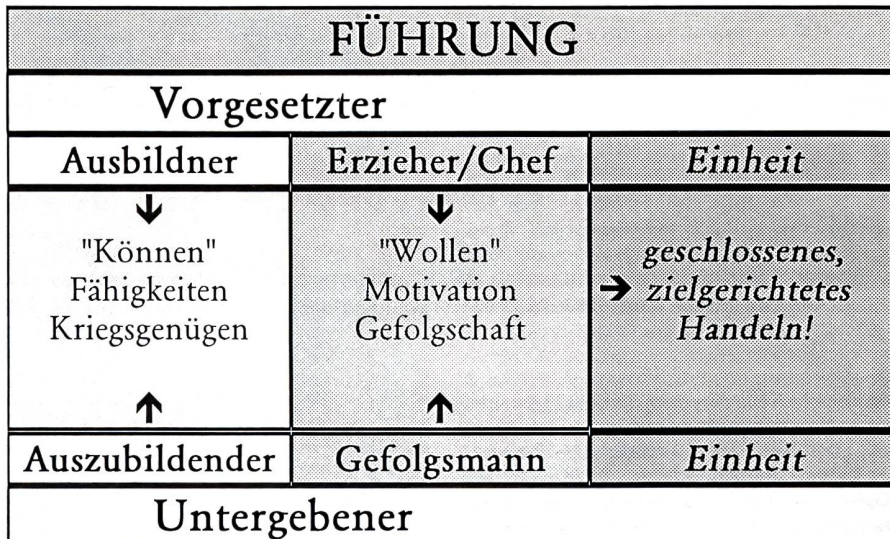 FÜHRUNG
Vorgesetzter
Ausbildner
Erzieher/Chef
Einheit
"Können"
Fähigkeiten
Kriegsgenügen
"Wollen"
Motivation
Gefolgschaft
geschlossenes,
zielgerichtetes
Handeln!
Auszubildender
Gefolgsmann
Einheit
Untergebener